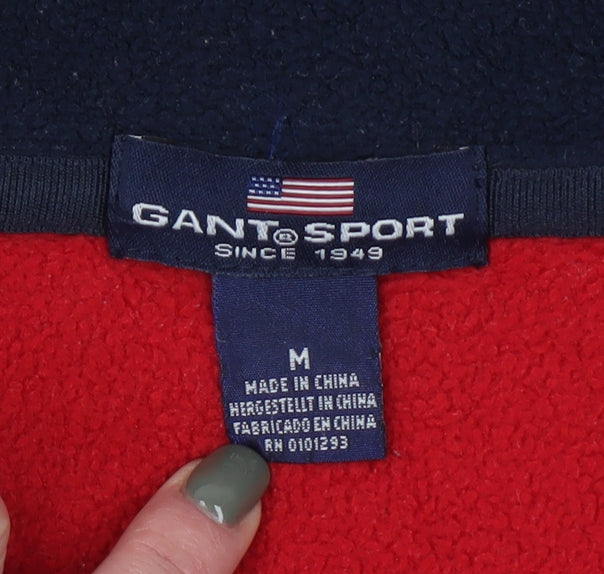 GANT® SPORT
SINCE 1949
M
MADE IN CHINA
HERGESTELLT IN CHINA
FABRICADO EN CHINA
RN 0101293